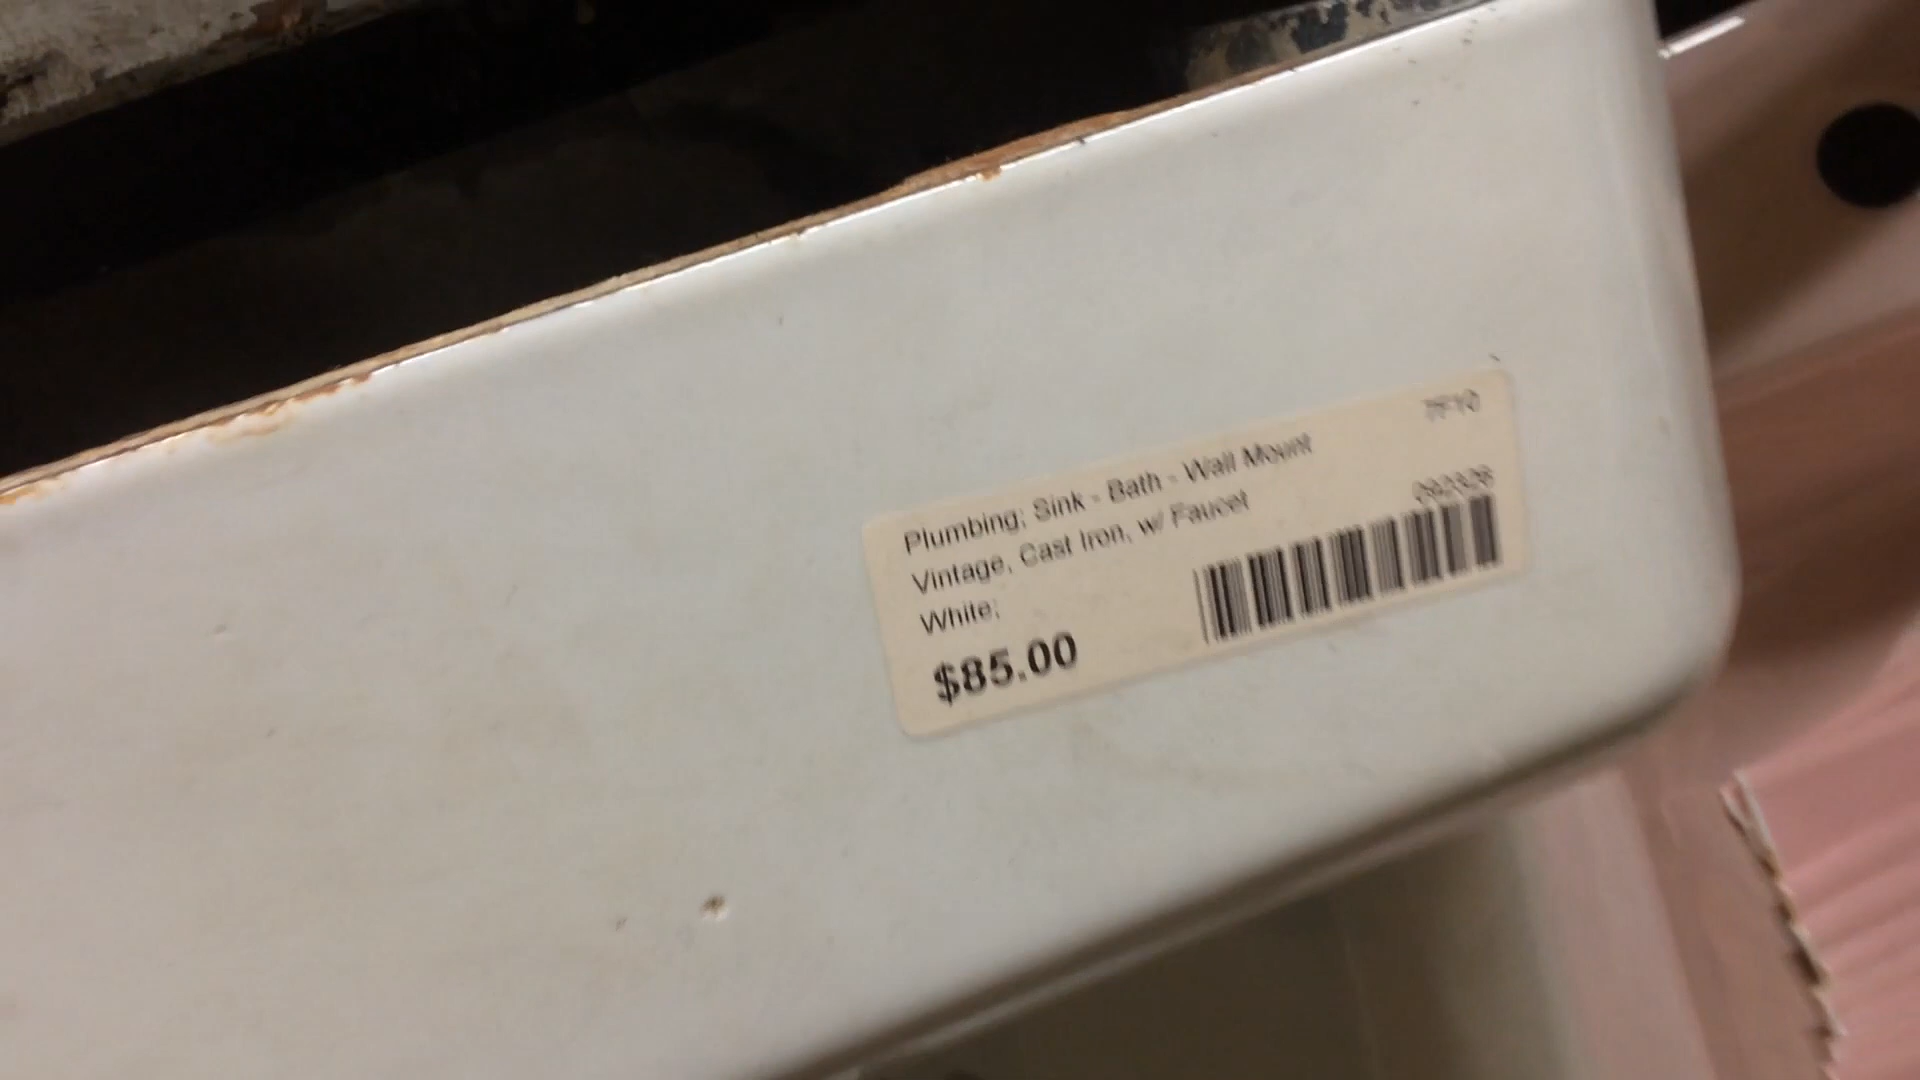 Plumbing; Sink - Bath - Wall Mount
Vintage, Cast Iron, w/ Faucet
White;
$85.00